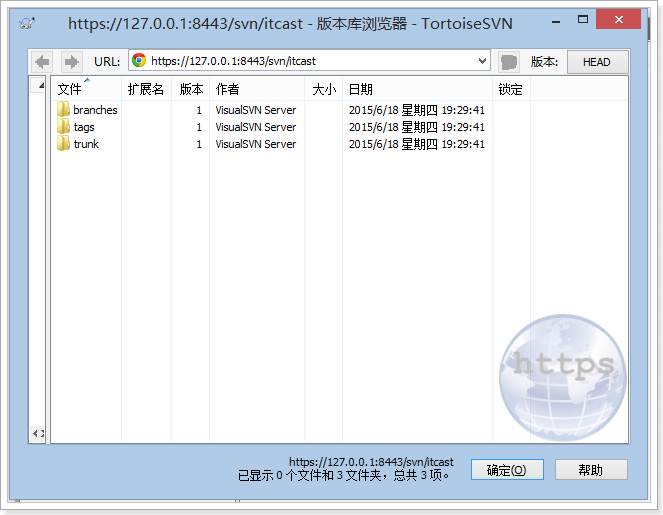 https://127.0.0.1:8443/svn/itcast - 版本库浏览器 - TortoiseSVN
URL: https://127.0.0.1:8443/svn/itcast 版本: HEAD
文件 扩展名 版本 作者 大小 日期 锁定
branches 1 VisualSVN Server 2015/6/18 星期四 19:29:41
tags 1 VisualSVN Server 2015/6/18 星期四 19:29:41
trunk 1 VisualSVN Server 2015/6/18 星期四 19:29:41
https
https://127.0.0.1:8443/svn/itcast
已显示 0 个文件和 3 文件夹，总共 3 项。
确定(O) 帮助